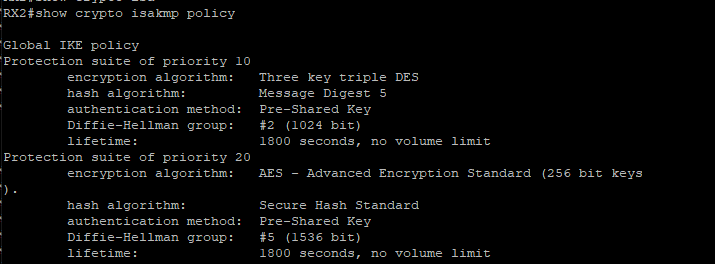 RX2#show crypto isakmp policy
Global IKE policy
Protection suite of priority 10
encryption algorithm: Three key triple DES
hash algorithm: Message Digest 5
authentication method: Pre-Shared Key
Diffie-Hellman group: #2 (1024 bit)
lifetime: 1800 seconds, no volume limit
Protection suite of priority 20
encryption algorithm: AES - Advanced Encryption Standard (256 bit keys
).
hash algorithm: Secure Hash Standard
authentication method: Pre-Shared Key
Diffie-Hellman group: #5 (1536 bit)
lifetime: 1800 seconds, no volume limit